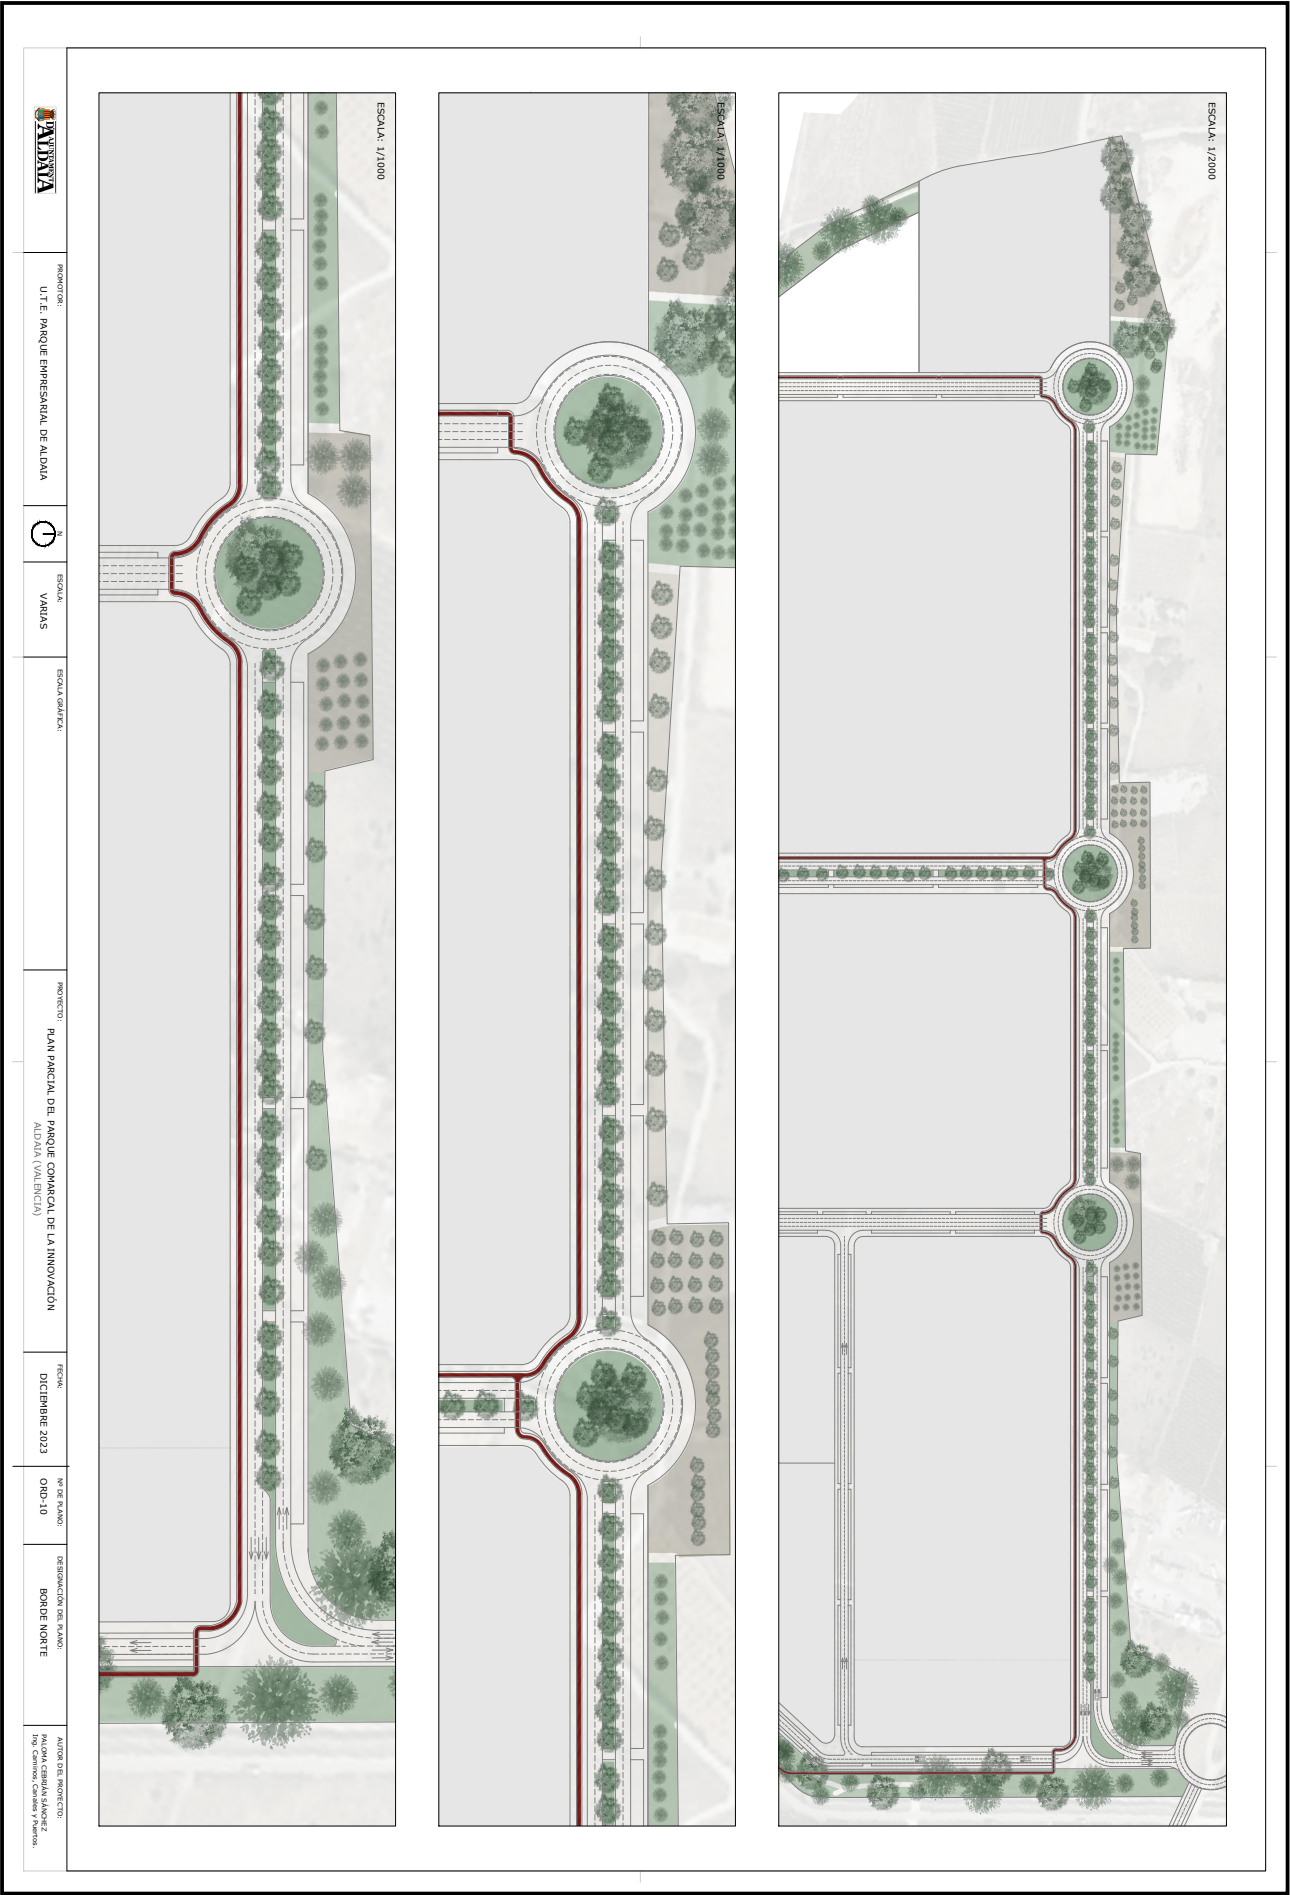 ESCALA: 1/2000
ESCALA: 1/1000
ESCALA: 1/1000
AJUNTAMENT
D'ALDAIA
PROMOTOR:
U.T.E. PARQUE EMPRESARIAL DE ALDAIA
N
ESCALA:
VARIAS
ESCALA GRÁFICA:
PROYECTO:
PLAN PARCIAL DEL PARQUE COMARCAL DE LA INNOVACIÓN
ALDAIA (VALENCIA)
FECHA:
DICIEMBRE 2023
Nº DE PLANO:
ORD-10
DESIGNACIÓN DEL PLANO:
BORDE NORTE
AUTOR DEL PROYECTO:
PALOMA CEBRIÁN SÁNCHEZ
Ing. Caminos, Canales y Puertos.